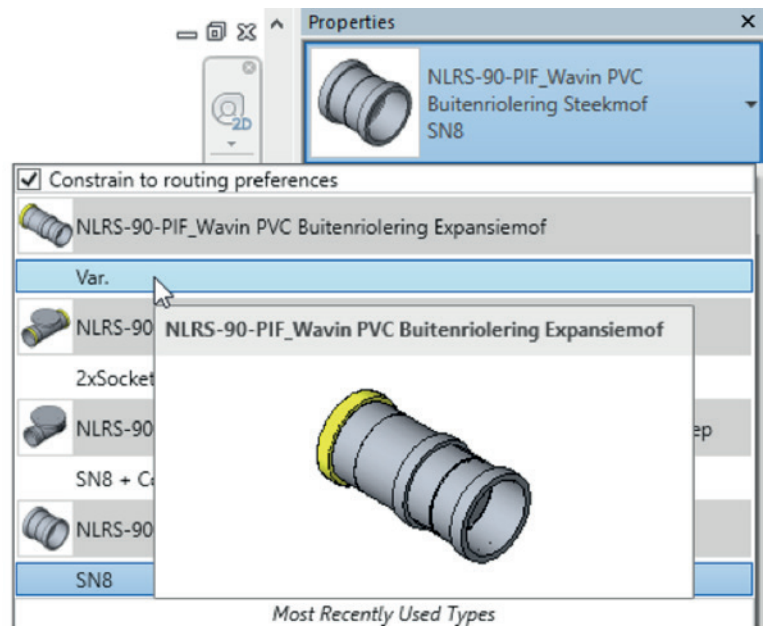 Properties
NLRS-90-PIF_Wavin PVC
Buitenriolering Steekmof
SN8
2D
Constrain to routing preferences
NLRS-90-PIF_Wavin PVC Buitenriolering Expansiemof
Var.
NLRS-90
NLRS-90-PIF_Wavin PVC Buitenriolering Expansiemof
2xSocket
NLRS-90
ep
SN8 + C
NLRS-90
SN8
Most Recently Used Types